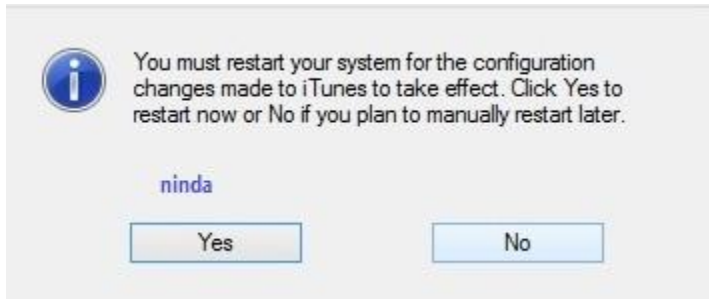 You must restart your system for the configuration
changes made to iTunes to take effect. Click Yes to
restart now or No if you plan to manually restart later.
ninda
Yes
No